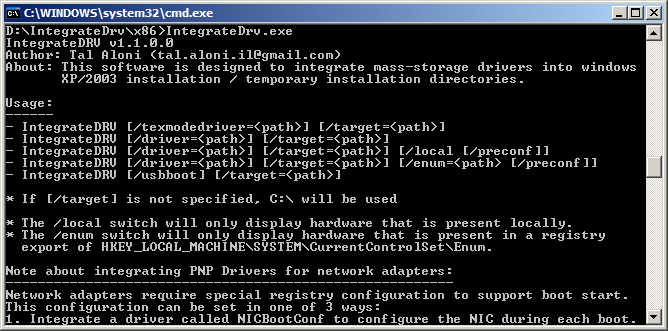 C:\WINDOWS\system32\cmd.exe
D:\IntegrateDrv\x86>IntegrateDrv.exe
IntegrateDRV v1.1.0.0
Author: Tal Aloni (tal.aloni.il@gmail.com)
About: This software is designed to integrate mass-storage drivers into windows
XP/2003 installation / temporary installation directories.
Usage:
------
- IntegrateDRV [/texmodedriver=<path>] [/target=<path>]
- IntegrateDRV [/driver=<path>] [/target=<path>]
- IntegrateDRV [/driver=<path>] [/target=<path>] [/local [/preconf]]
- IntegrateDRV [/driver=<path>] [/target=<path>] [/enum=<path> [/preconf]]
- IntegrateDRV [/usbboot] [/target=<path>]
* If [/target] is not specified, C:\ will be used
* The /local switch will only display hardware that is present locally.
* The /enum switch will only display hardware that is present in a registry
export of HKEY_LOCAL_MACHINE\SYSTEM\CurrentControlSet\Enum.
Note about integrating PNP Drivers for network adapters:
--------------------------------------------------------
Network adapters require special registry configuration to support boot start.
This configuration can be set in one of 3 ways:
1. Integrate a driver called NICBootConf to configure the NIC during each boot.